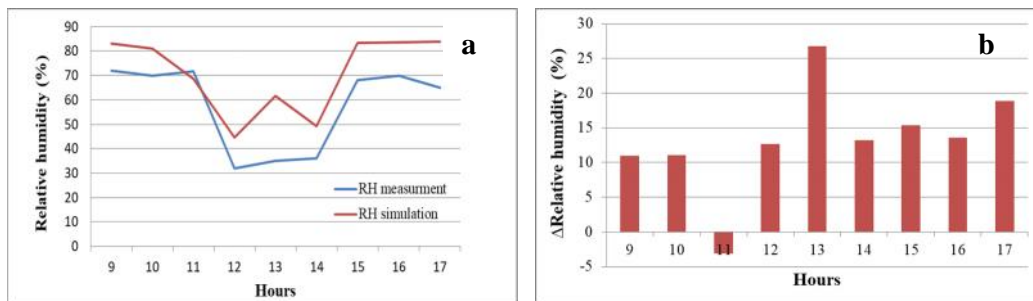 a
Relative humidity (%)
90
80
70
60
50
40
30
20
10
0
RH measurment
RH simulation
9 10 11 12 13 14 15 16 17
Hours
b
ΔRelative humidity (%)
30
25
20
15
10
5
0
-5
9 10 11 12 13 14 15 16 17
Hours